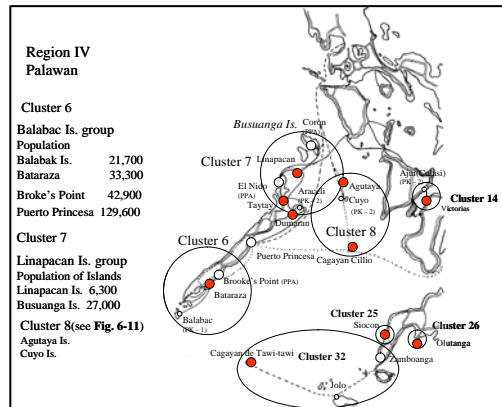 Region IV
Palawan
Cluster 6
Balabac Is. group
Population
Balabak Is. 21,700
Bataraza 33,300
Broke's Point 42,900
Puerto Princesa 129,600
Cluster 7
Linapacan Is. group
Population of Islands
Linapacan Is. 6,300
Busuanga Is. 27,000
Cluster 8(see Fig. 6-11)
Agutaya Is.
Cuyo Is.
Busuanga Is.
Coron
(PPA)
Cluster 7
Linapacan
El Nido
(PPA)
Taytay
Araceli
(PK - 2)
Dumaran
Agutaya
Cuyo
(PK - 2)
Cluster 8
Cagayan Cillio
Ajuy(Culasi)
(PK - 2)
Cluster 14
Victorias
Cluster 6
Puerto Princesa
Brooke's Point (PPA)
Bataraza
Balabac
(PK - 1)
Cluster 25
Siocon
Cluster 26
Olutanga
Zamboanga
Cagayan de Tawi-tawi
Cluster 32
Jolo